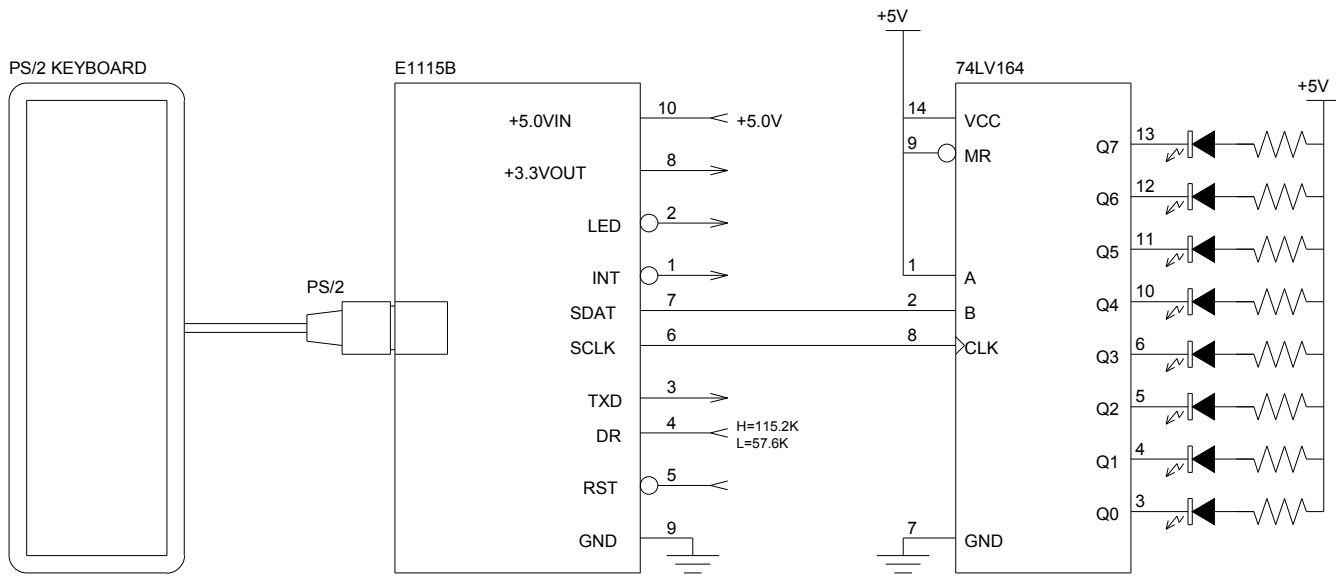 PS/2 KEYBOARD
PS/2
E1115B
+5.0VIN
10
+5.0V
+3.3VOUT
8
LED
2
INT
1
SDAT
7
SCLK
6
TXD
3
DR
4
H=115.2K
L=57.6K
RST
5
GND
9
+5V
74LV164
14
VCC
9
MR
1
A
2
B
8
CLK
7
GND
+5V
Q7
13
Q6
12
Q5
11
Q4
10
Q3
6
Q2
5
Q1
4
Q0
3